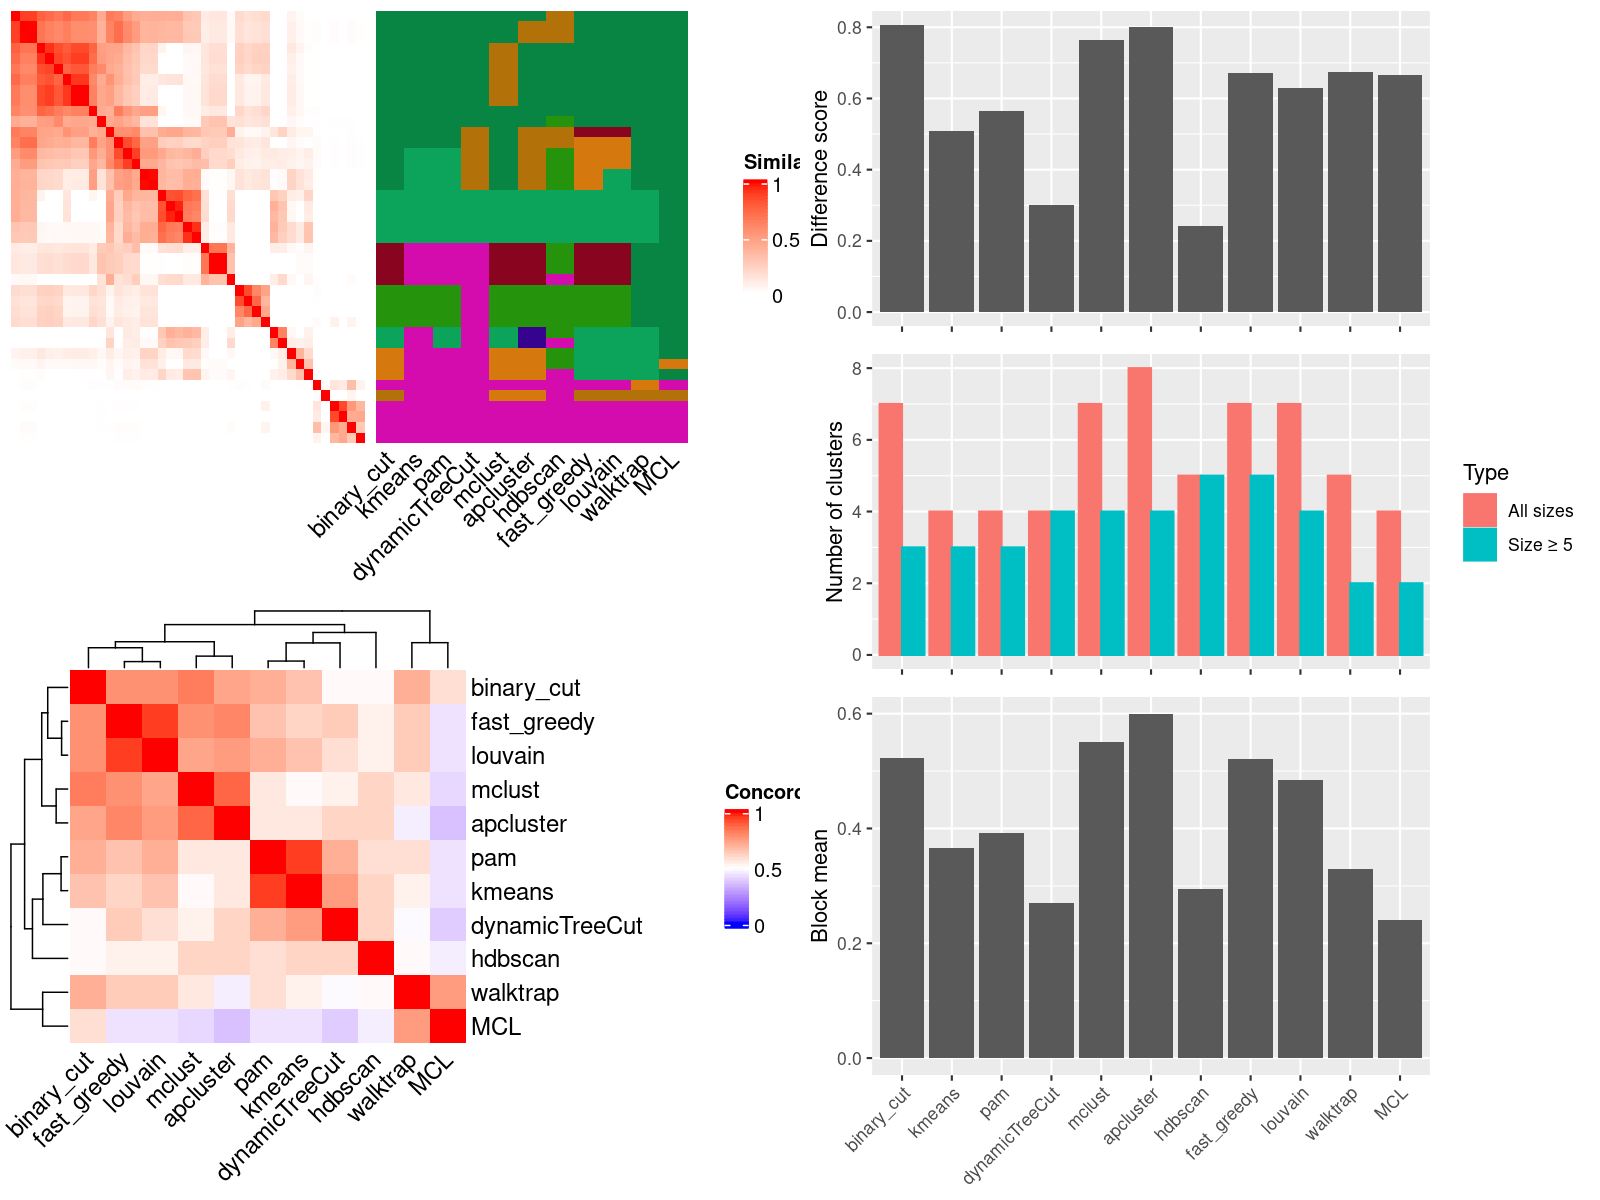 Simila
1
0.5
0
binary_cut
kmeans
pam
dynamicTreeCut
mclust
apcluster
hdbscan
fast_greedy
louvain
walktrap
MCL
binary_cut
fast_greedy
louvain
mclust
apcluster
pam
kmeans
dynamicTreeCut
hdbscan
walktrap
MCL
Concord
1
0.5
0
binary_cut
fast_greedy
louvain
mclust
apcluster
pam
kmeans
dynamicTreeCut
hdbscan
walktrap
MCL
Difference score
0.8
0.6
0.4
0.2
0.0
Number of clusters
8
6
4
2
0
Type
All sizes
Size ≥ 5
Block mean
0.6
0.4
0.2
0.0
binary_cut
kmeans
pam
dynamicTreeCut
mclust
apcluster
hdbscan
fast_greedy
louvain
walktrap
MCL